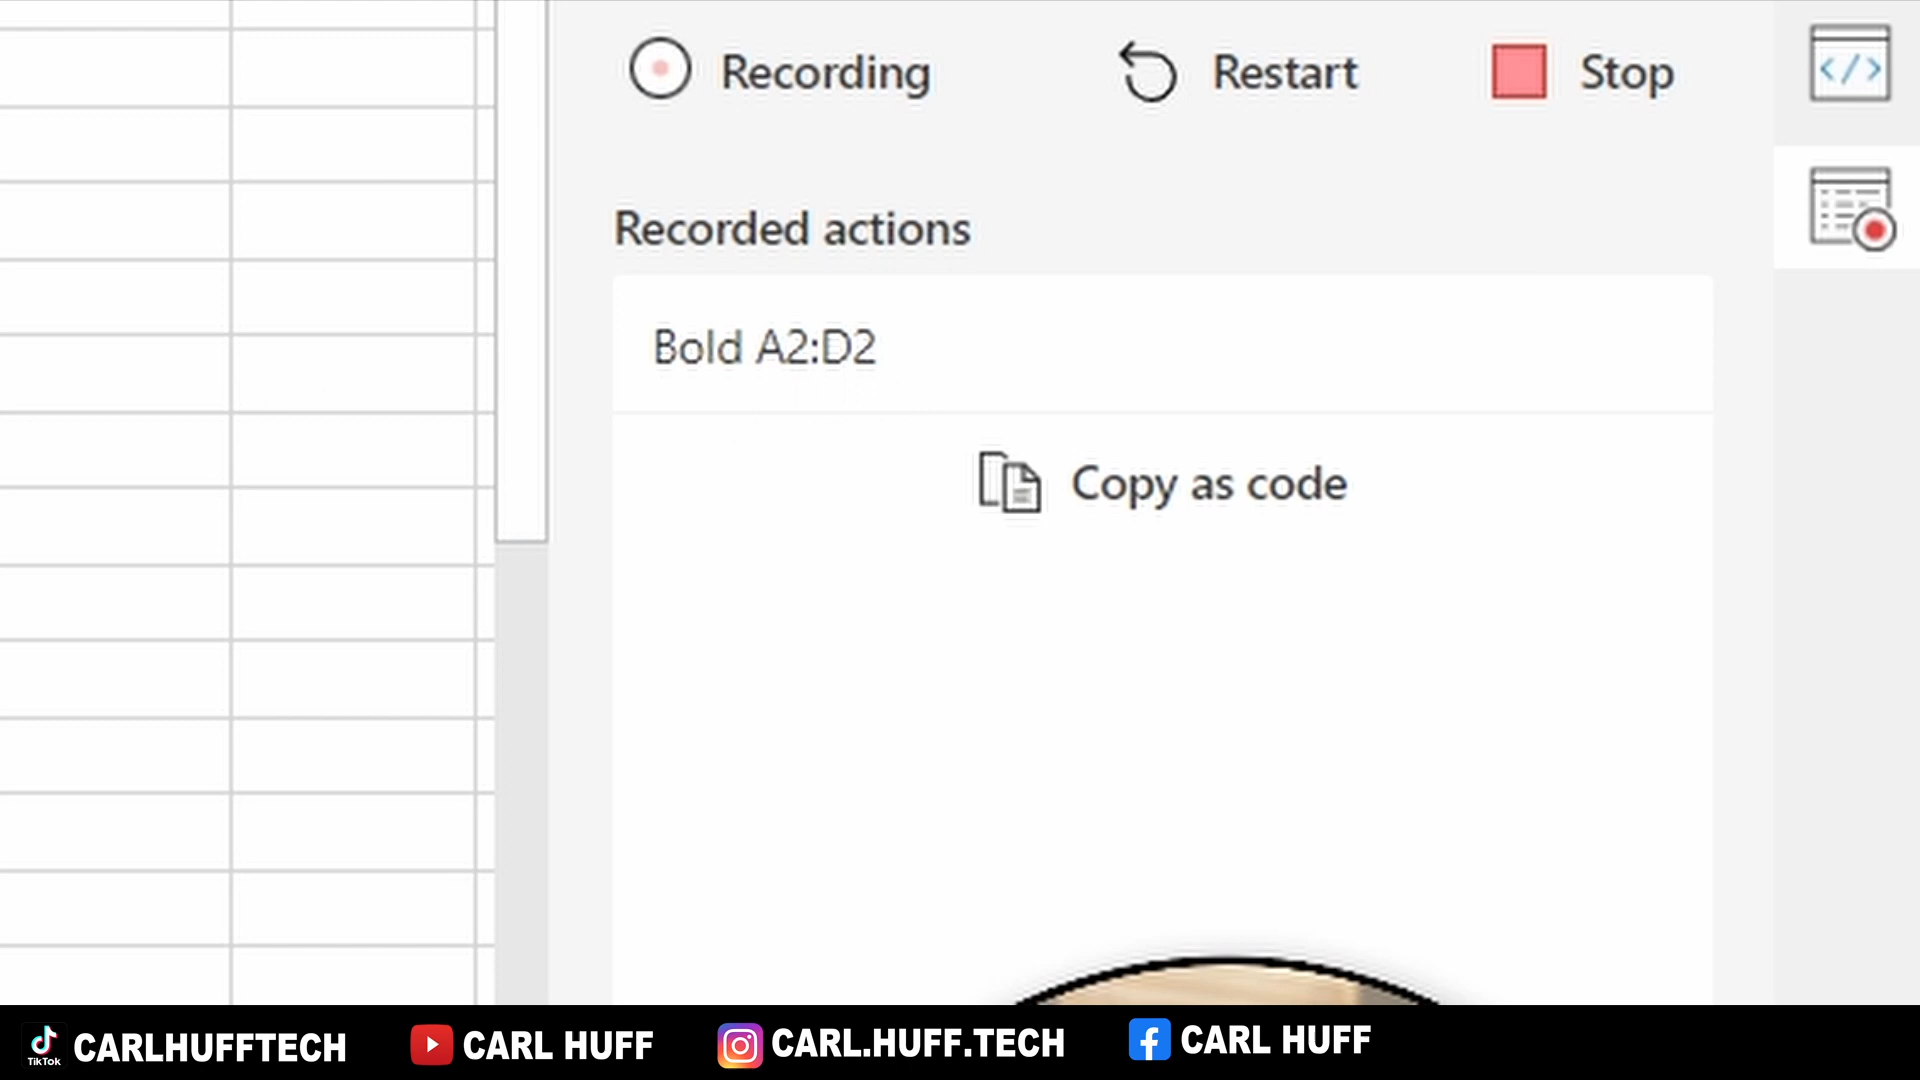 Recording Restart Stop
Recorded actions
Bold A2:D2
Copy as code
TikTok CARLHUFFTECH CARL HUFF CARL.HUFF.TECH CARL HUFF